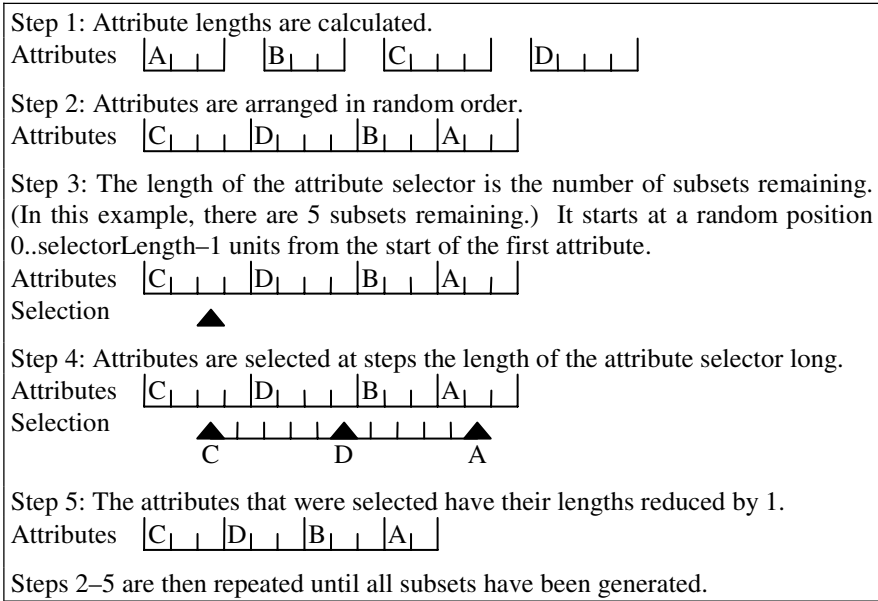 Step 1: Attribute lengths are calculated.
Attributes A B C D
Step 2: Attributes are arranged in random order.
Attributes C D B A
Step 3: The length of the attribute selector is the number of subsets remaining.
(In this example, there are 5 subsets remaining.) It starts at a random position
0..selectorLength–1 units from the start of the first attribute.
Attributes C D B A
Selection
Step 4: Attributes are selected at steps the length of the attribute selector long.
Attributes C D B A
Selection
C D A
Step 5: The attributes that were selected have their lengths reduced by 1.
Attributes C D B A
Steps 2–5 are then repeated until all subsets have been generated.